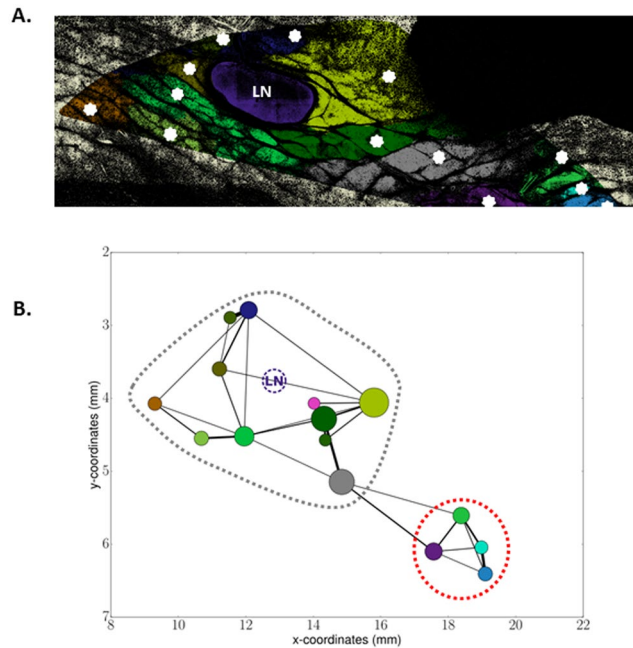 A.
LN
B.
2
3
4
5
6
7
y-coordinates (mm)
LN
8 10 12 14 16 18 20 22
x-coordinates (mm)